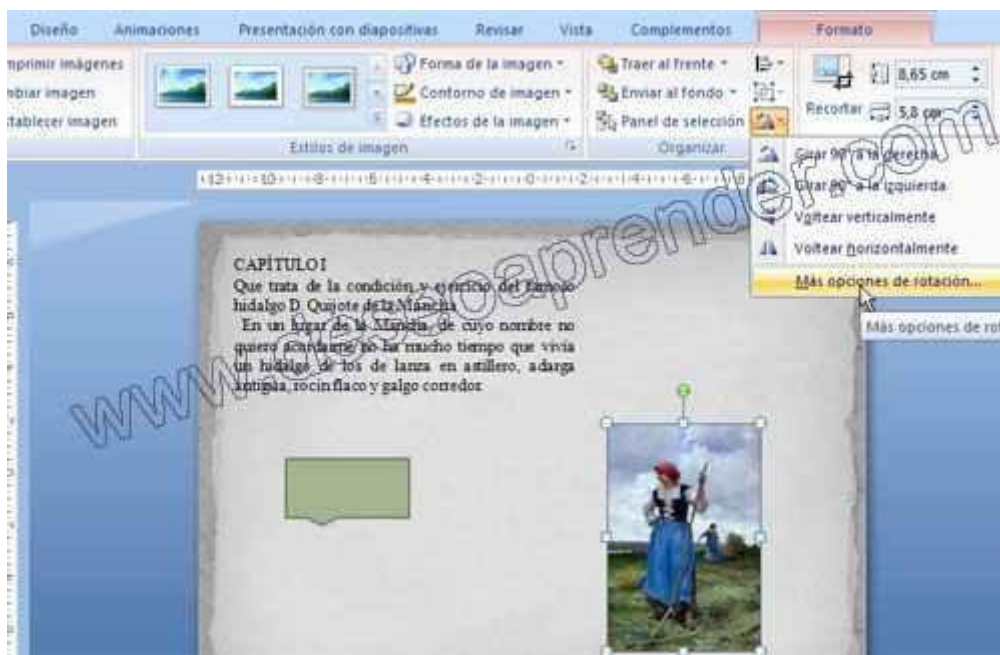 Diseño Animaciones Presentación con diapositivas Revisar Vista Complementos Formato
mprimir imágenes
mbiar imagen
stablecer imagen
Forma de la imagen
Contorno de imagen
Efectos de la imagen
Estilos de imagen
Traer al frente
Enviar al fondo
Panel de selección
Organizar
Recortar
8,65 cm
5,8 cm
Girar 90° a la derecha
Girar 90° a la izquierda
Voltear verticalmente
Voltear horizontalmente
Más opciones de rotación...
Más opciones de rot
CAPÍTULO I
Que trata de la condición y ejercicio del famoso
hidalgo D. Quijote de la Mancha
En un lugar de la Mancha, de cuyo nombre no
quiero acordarme, no ha mucho tiempo que vivía
un hidalgo de los de lanza en astillero, adarga
antigua, rocín flaco y galgo corredor.
www.deseoaprender.com